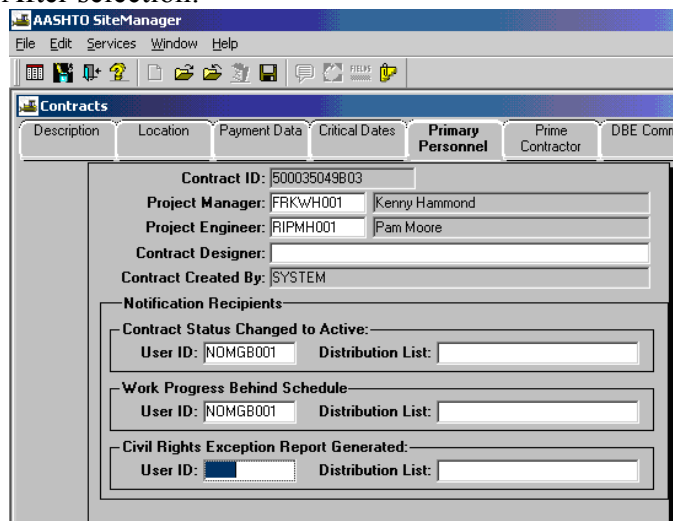 After selection:
AASHTO SiteManager
File Edit Services Window Help
FIELDS
Contracts
Description Location Payment Data Critical Dates Primary Personnel Prime Contractor DBE Comm
Contract ID: 500035049B03
Project Manager: FRKWH001 Kenny Hammond
Project Engineer: RIPMH001 Pam Moore
Contract Designer:
Contract Created By: SYSTEM
Notification Recipients
Contract Status Changed to Active:
User ID: NOMGB001 Distribution List:
Work Progress Behind Schedule
User ID: NOMGB001 Distribution List:
Civil Rights Exception Report Generated:
User ID: Distribution List: